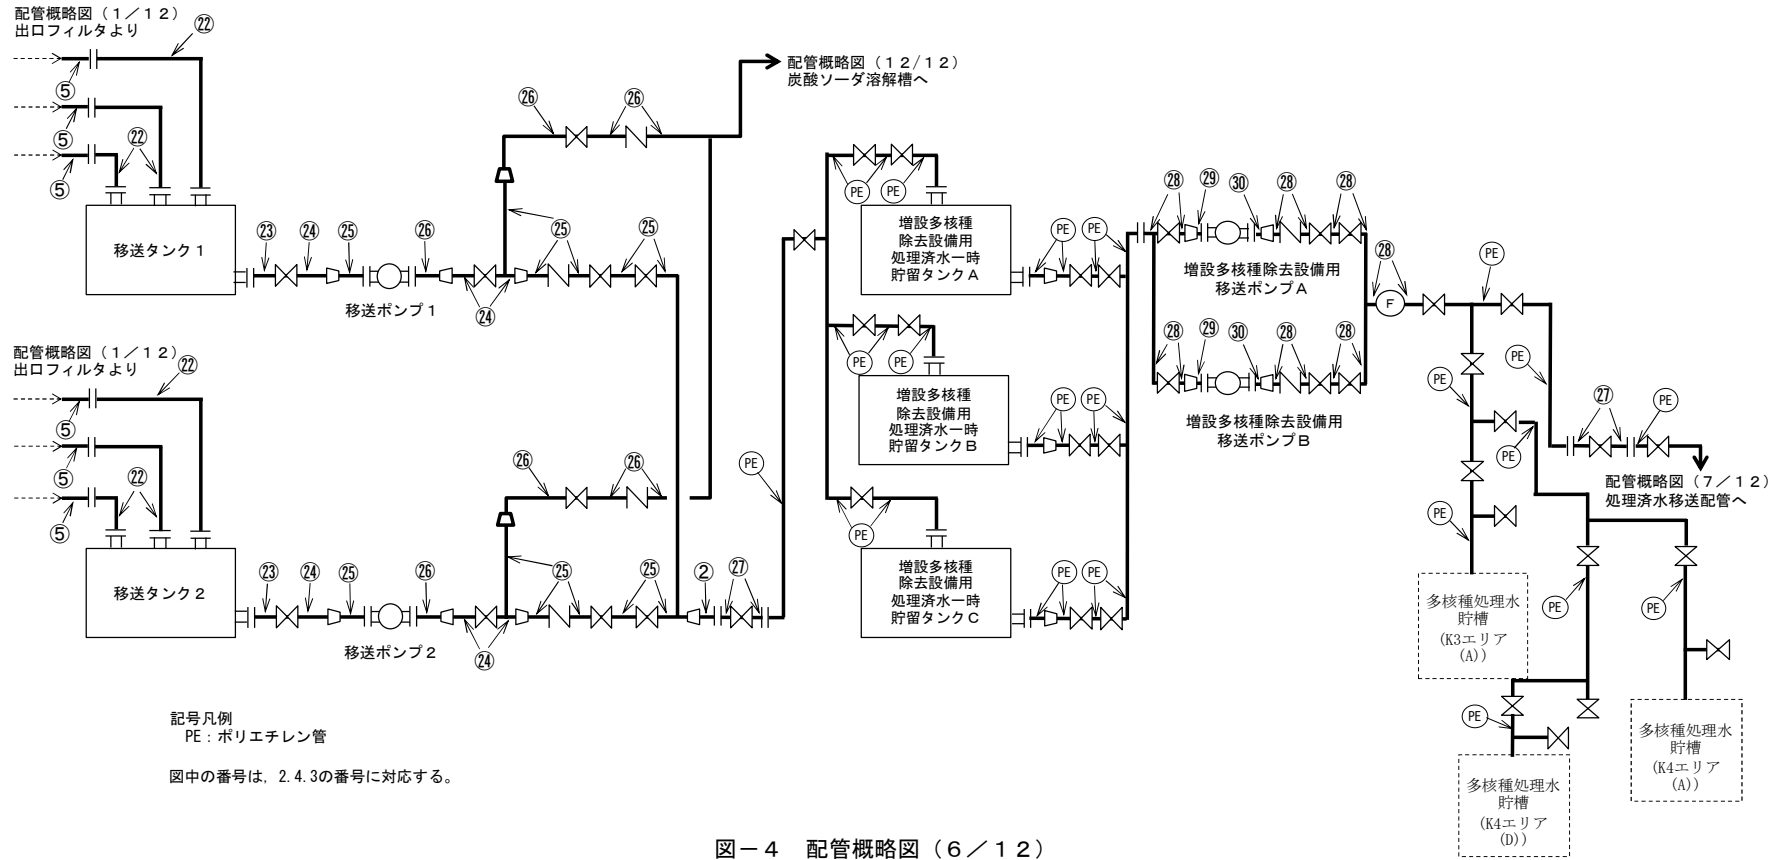 配管概略図（１／１２）
出口フィルタより
㉒
⑤
⑤
㉒
⑤
移送タンク１
㉓
㉔
㉕
㉖
移送ポンプ１
㉔
㉖
㉖
㉕
㉕
配管概略図（１２/１２）
炭酸ソーダ溶解槽へ
配管概略図（１／１２）
出口フィルタより
㉒
⑤
⑤
㉒
⑤
移送タンク２
㉓
㉔
㉕
㉖
移送ポンプ２
㉔
㉖
㉖
㉕
㉕
②
㉗
PE
PE
PE
増設多核種
除去設備用
処理済水一時
貯留タンクＡ
PE
PE
PE
PE
増設多核種
除去設備用
処理済水一時
貯留タンクＢ
PE
PE
PE
増設多核種
除去設備用
処理済水一時
貯留タンクＣ
PE
PE
㉘
㉙
㉚
㉘
㉘
増設多核種除去設備用
移送ポンプＡ
㉘
㉙
㉚
㉘
㉘
増設多核種除去設備用
移送ポンプＢ
㉘
F
PE
PE
PE
㉗
PE
PE
配管概略図（７／１２）
処理済水移送配管へ
PE
多核種処理水
貯槽
(K3エリア
(A))
PE
PE
PE
多核種処理水
貯槽
(K4エリア
(D))
多核種処理水
貯槽
(K4エリア
(A))
記号凡例
PE：ポリエチレン管
図中の番号は，2.4.3の番号に対応する。
図－４　配管概略図（６／１２）